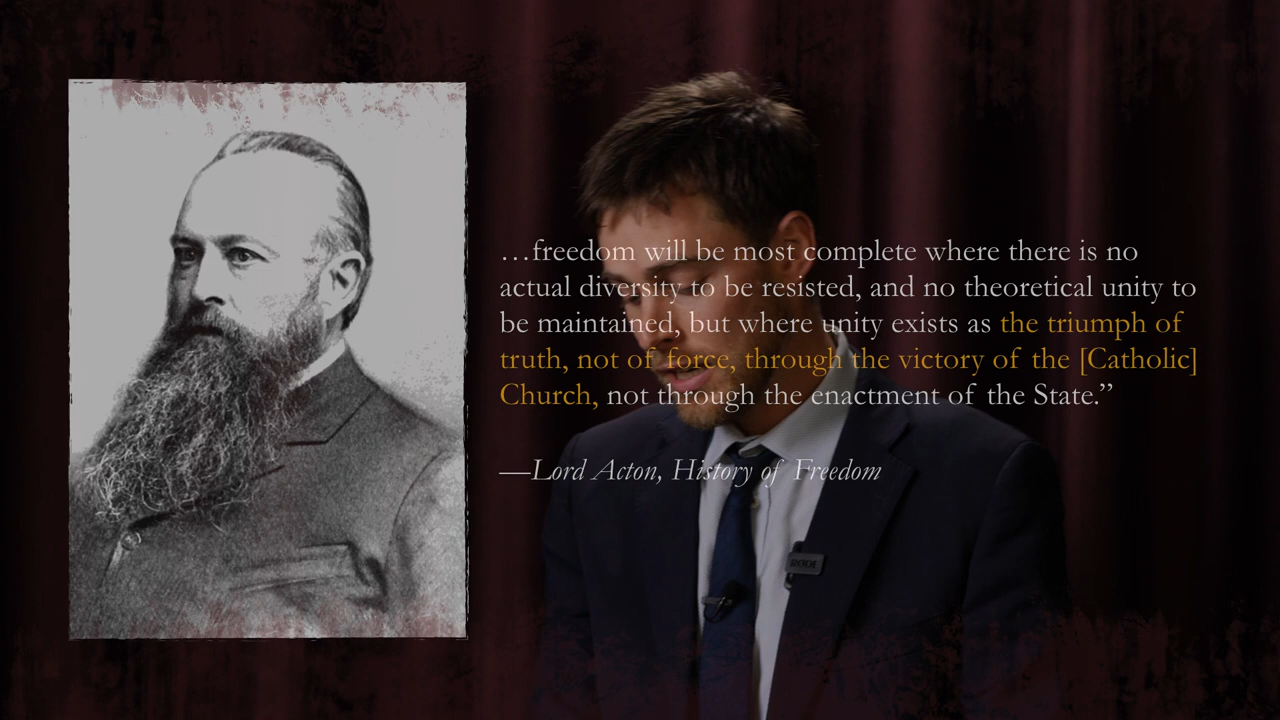 …freedom will be most complete where there is no
actual diversity to be resisted, and no theoretical unity to
be maintained, but where unity exists as the triumph of
truth, not of force, through the victory of the [Catholic]
Church, not through the enactment of the State.”
—Lord Acton, History of Freedom